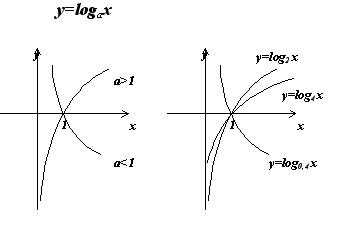 y=logₐx
y
a>1
1
x
a<1
y
y=log₂x
y=log₄x
1
x
y=log₀,₄x